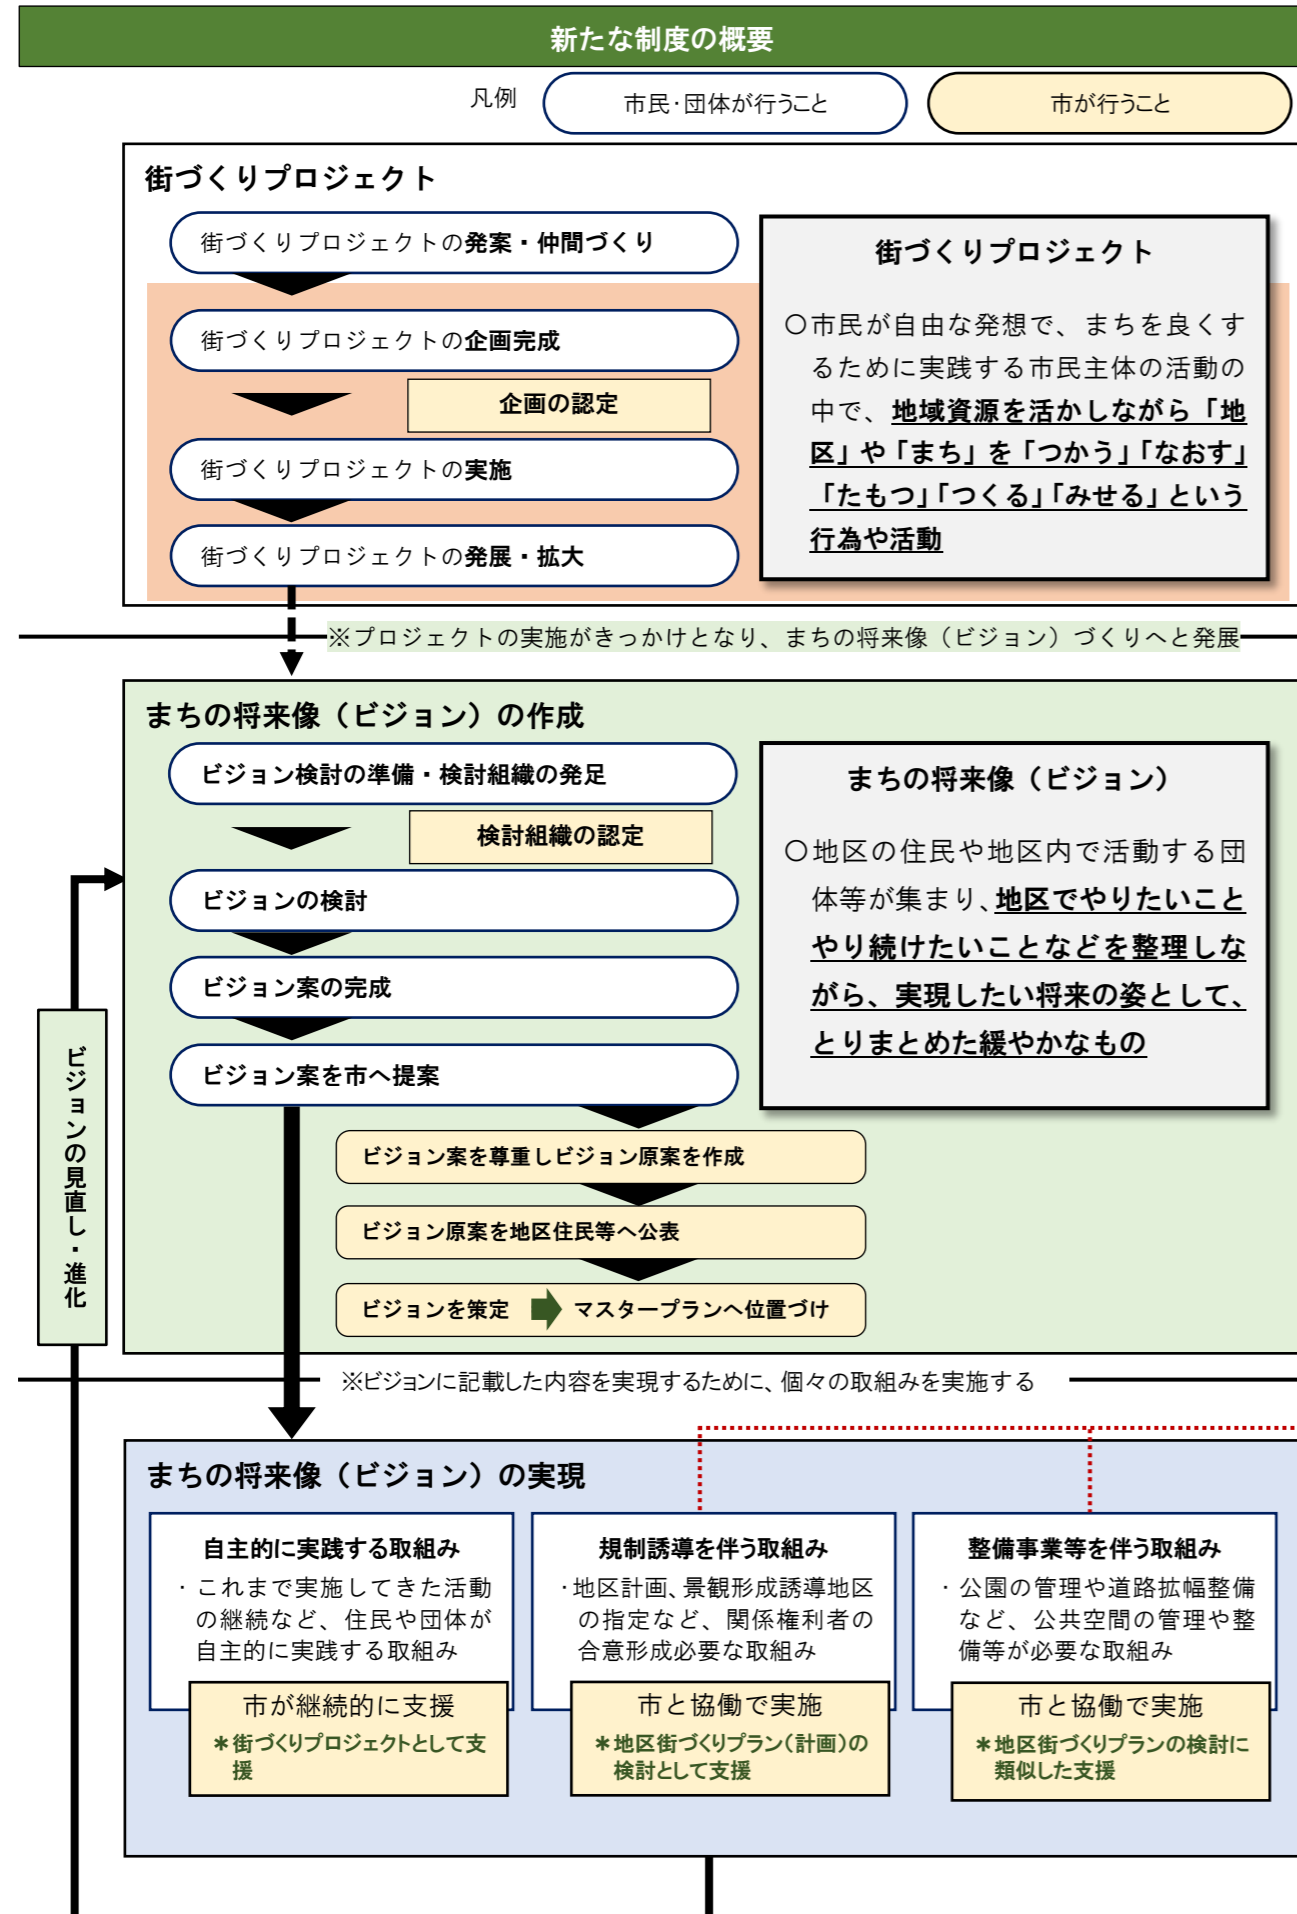 新たな制度の概要
凡例
市民・団体が行うこと
市が行うこと
街づくりプロジェクト
街づくりプロジェクトの発案・仲間づくり
街づくりプロジェクトの企画完成
企画の認定
街づくりプロジェクトの実施
街づくりプロジェクトの発展・拡大
街づくりプロジェクト
○市民が自由な発想で、まちを良くす
るために実践する市民主体の活動の
中で、地域資源を活かしながら「地
区」や「まち」を「つかう」「なおす」
「たもつ」「つくる」「みせる」という
行為や活動
※プロジェクトの実施がきっかけとなり、まちの将来像（ビジョン）づくりへと発展
まちの将来像（ビジョン）の作成
ビジョン検討の準備・検討組織の発足
検討組織の認定
ビジョンの検討
ビジョン案の完成
ビジョン案を市へ提案
まちの将来像（ビジョン）
○地区の住民や地区内で活動する団
体等が集まり、地区でやりたいこと
やり続けたいことなどを整理しな
がら、実現したい将来の姿として、
とりまとめた緩やかなもの
ビジョン案を尊重しビジョン原案を作成
ビジョン原案を地区住民等へ公表
ビジョンを策定
マスタープランへ位置づけ
ビジョンの見直し・進化
※ビジョンに記載した内容を実現するために、個々の取組みを実施する
まちの将来像（ビジョン）の実現
自主的に実践する取組み
・これまで実施してきた活動
の継続など、住民や団体が
自主的に実践する取組み
市が継続的に支援
＊街づくりプロジェクトとして支
援
規制誘導を伴う取組み
・地区計画、景観形成誘導地区
の指定など、関係権利者の
合意形成必要な取組み
市と協働で実施
＊地区街づくりプラン（計画）の
検討として支援
整備事業等を伴う取組み
・公園の管理や道路拡幅整備
など、公共空間の管理や整
備等が必要な取組み
市と協働で実施
＊地区街づくりプランの検討に
類似した支援